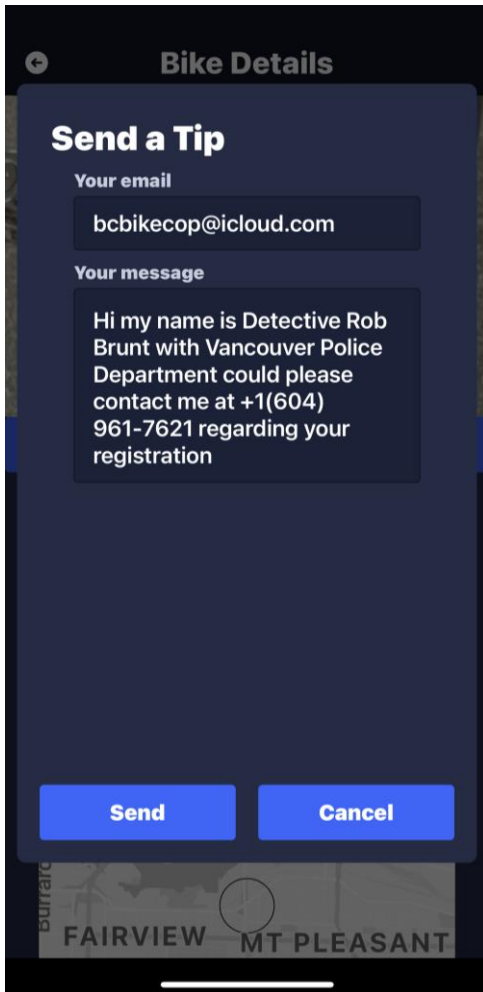 Bike Details
Send a Tip
Your email
bcbikecop@icloud.com
Your message
Hi my name is Detective Rob
Brunt with Vancouver Police
Department could please
contact me at +1(604)
961-7621 regarding your
registration
Send
Cancel
Burrard
FAIRVIEW
MT PLEASANT